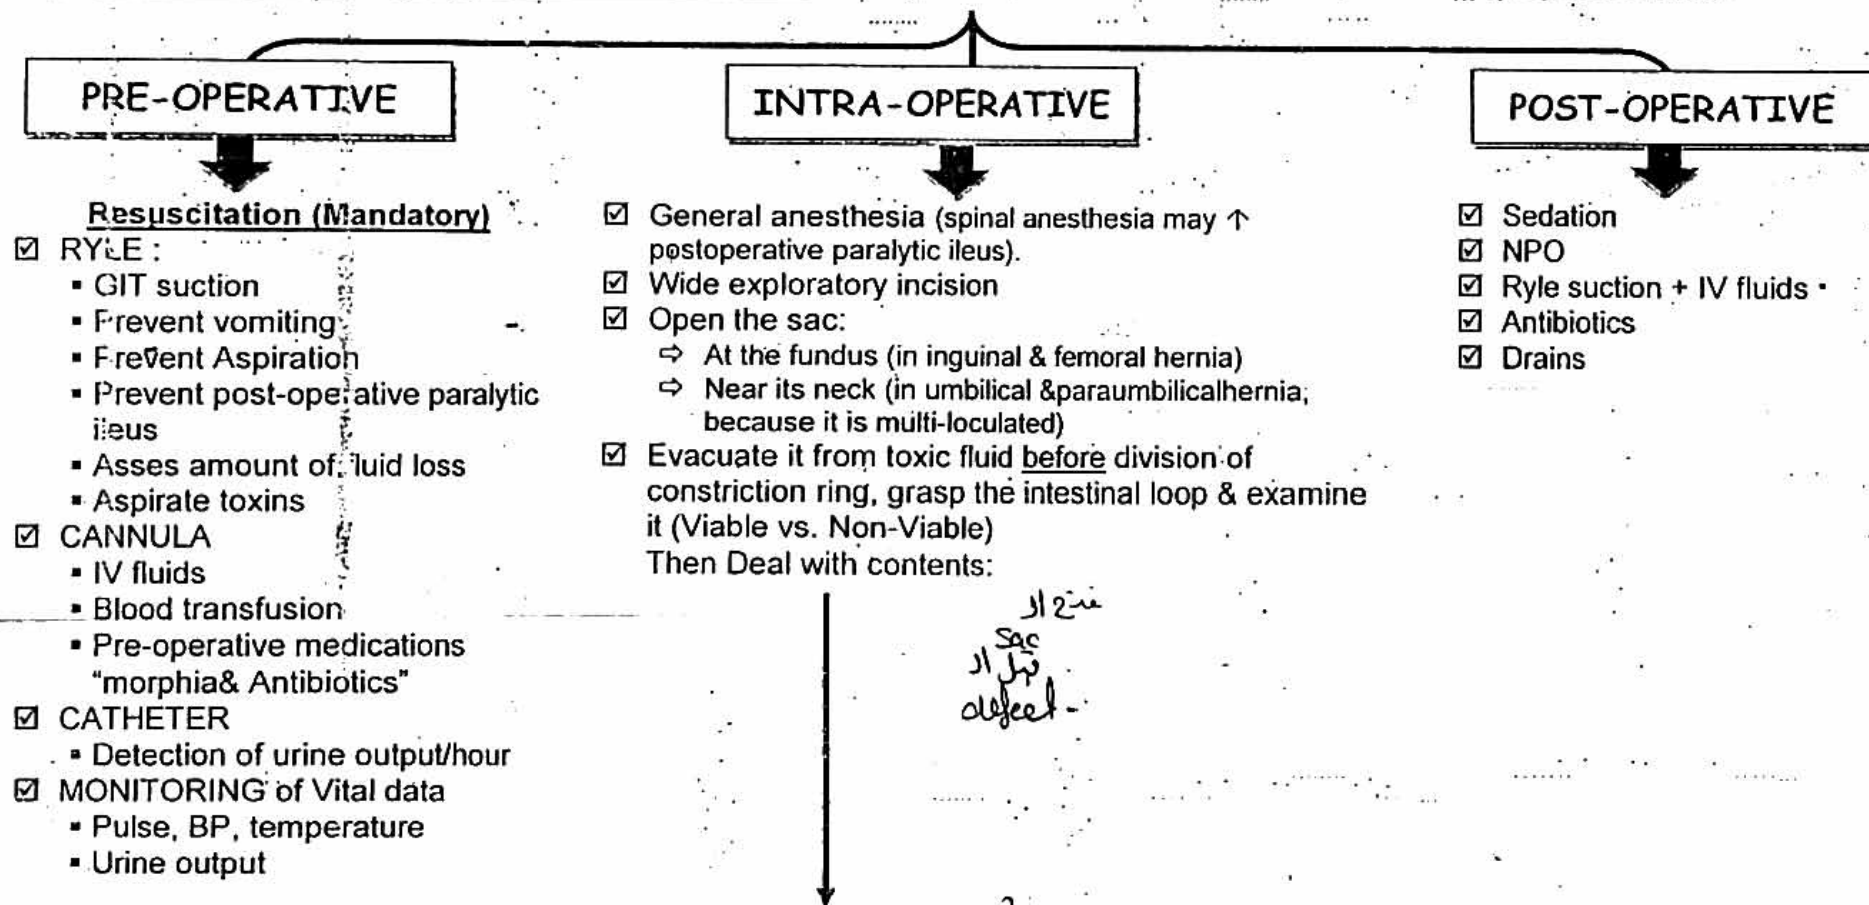 PRE-OPERATIVE
Resuscitation (Mandatory)
☑ RYLE :
▪ GIT suction
▪ Prevent vomiting
▪ Prevent Aspiration
▪ Prevent post-operative paralytic
ileus
▪ Asses amount of fluid loss
▪ Aspirate toxins
☑ CANNULA
▪ IV fluids
▪ Blood transfusion
▪ Pre-operative medications
"morphia& Antibiotics"
☑ CATHETER
▪ Detection of urine output/hour
☑ MONITORING of Vital data
▪ Pulse, BP, temperature
▪ Urine output
INTRA-OPERATIVE
☑ General anesthesia (spinal anesthesia may ↑
postoperative paralytic ileus).
☑ Wide exploratory incision
☑ Open the sac:
⇨ At the fundus (in inguinal & femoral hernia)
⇨ Near its neck (in umbilical &paraumbilicalhernia;
because it is multi-loculated)
☑ Evacuate it from toxic fluid before division of
constriction ring, grasp the intestinal loop & examine
it (Viable vs. Non-Viable)
Then Deal with contents:
ال
sac
قبل ال
defect -
POST-OPERATIVE
☑ Sedation
☑ NPO
☑ Ryle suction + IV fluids
☑ Antibiotics
☑ Drains